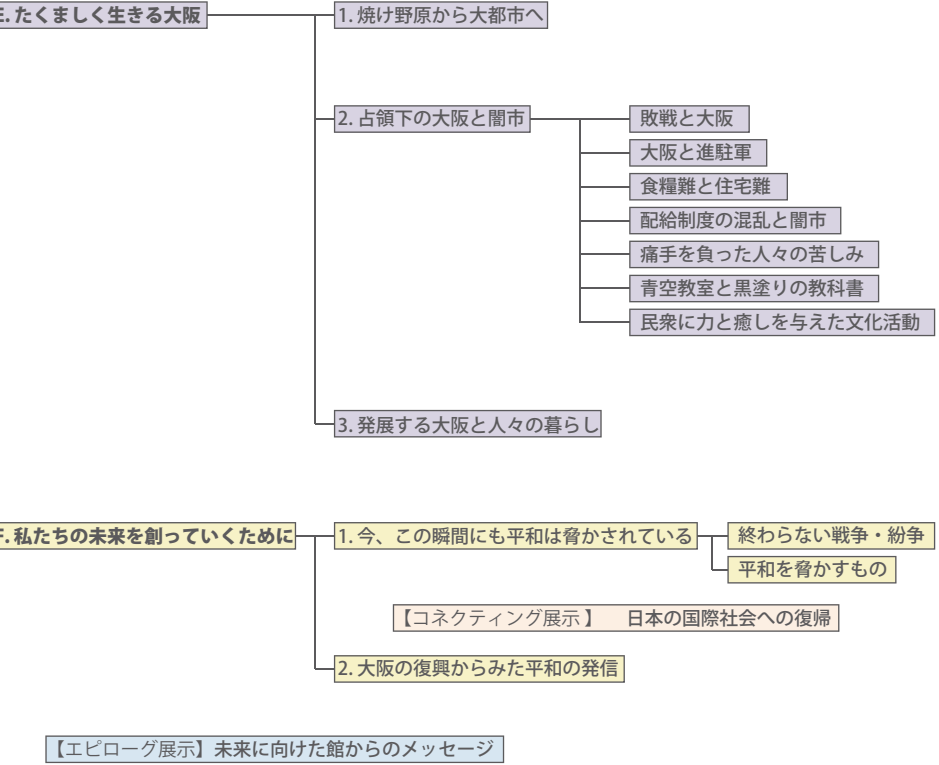 E. たくましく生きる大阪
1. 焼け野原から大都市へ
2. 占領下の大阪と闇市
敗戦と大阪
大阪と進駐軍
食糧難と住宅難
配給制度の混乱と闇市
痛手を負った人々の苦しみ
青空教室と黒塗りの教科書
民衆に力と癒しを与えた文化活動
3. 発展する大阪と人々の暮らし
F. 私たちの未来を創っていくために
1. 今、この瞬間にも平和は脅かされている
終わらない戦争・紛争
平和を脅かすもの
【コネクティング展示】 日本の国際社会への復帰
2. 大阪の復興からみた平和の発信
【エピローグ展示】未来に向けた館からのメッセージ